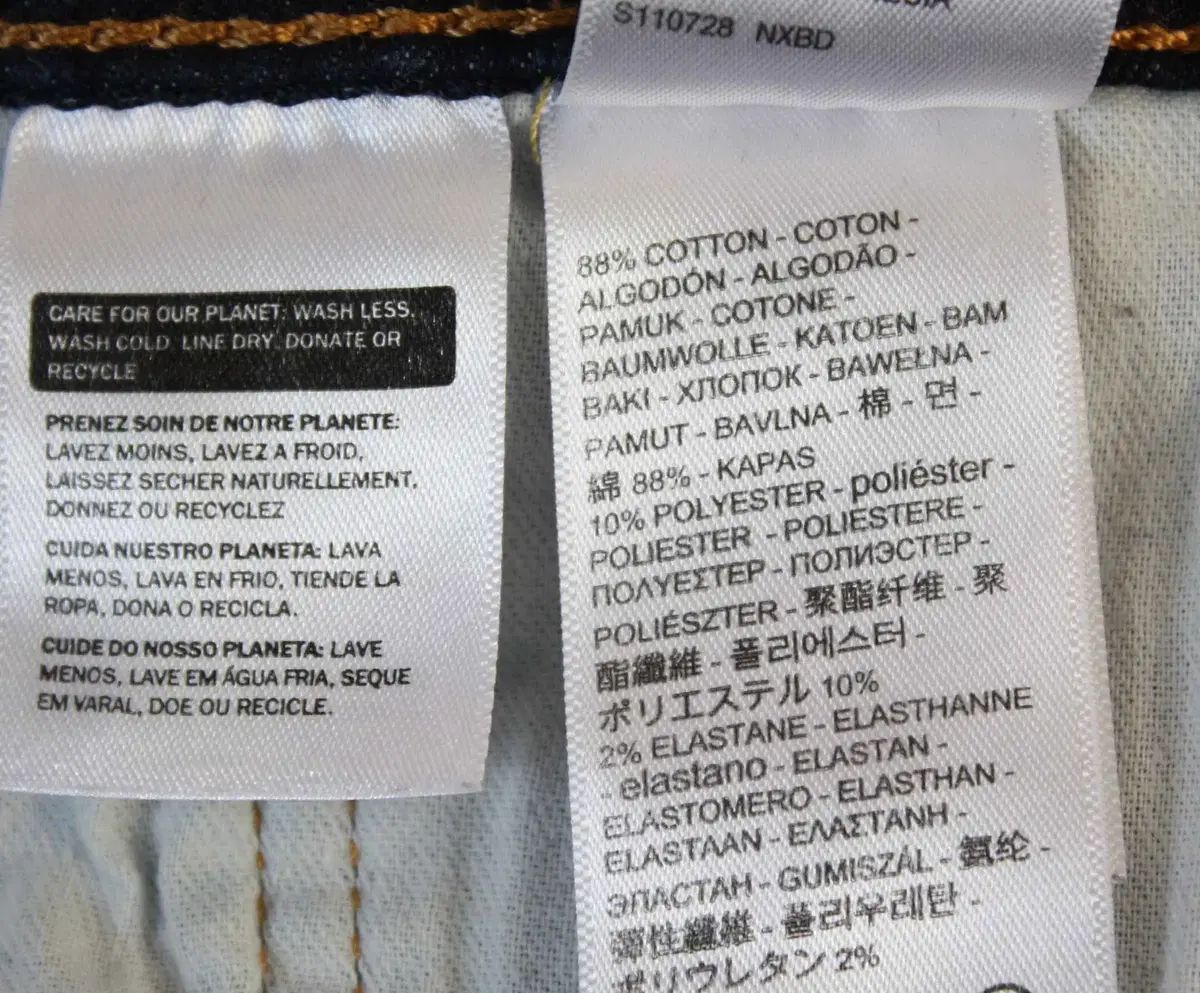 S110728 NXBD
CARE FOR OUR PLANET: WASH LESS,
WASH COLD, LINE DRY, DONATE OR
RECYCLE
PRENEZ SOIN DE NOTRE PLANETE:
LAVEZ MOINS, LAVEZ A FROID,
LAISSEZ SECHER NATURELLEMENT,
DONNEZ OU RECYCLEZ
CUIDA NUESTRO PLANETA: LAVA
MENOS, LAVA EN FRIO, TIENDE LA
ROPA, DONA O RECICLA.
CUIDE DO NOSSO PLANETA: LAVE
MENOS, LAVE EM ÁGUA FRIA, SEQUE
EM VARAL, DOE OU RECICLE.
88% COTTON - COTON -
ALGODÓN - ALGODÃO -
PAMUK - COTONE -
BAUMWOLLE - KATOEN - BAM
BAKI - ХЛОПОК - BAWEŁNA -
PAMUT - BAVLNA - 棉 - 면 -
綿 88% - KAPAS
10% POLYESTER - poliéster -
POLIESTER - POLIESTERE -
ΠΟΛΥΕΣΤΕΡ - ПОЛИЭСТЕР -
POLIÉSZTER - 聚酯纤维 - 聚
酯纖維 - 폴리에스터 -
ポリエステル 10%
2% ELASTANE - ELASTHANNE
- elastano - ELASTAN -
ELASTOMERO - ELASTHAN -
ELASTAAN - ΕΛΑΣΤΑΝΗ -
ЭЛАСТАН - GUMISZÁL - 氨纶 -
彈性纖維 - 폴리우레탄 -
ポリウレタン 2%